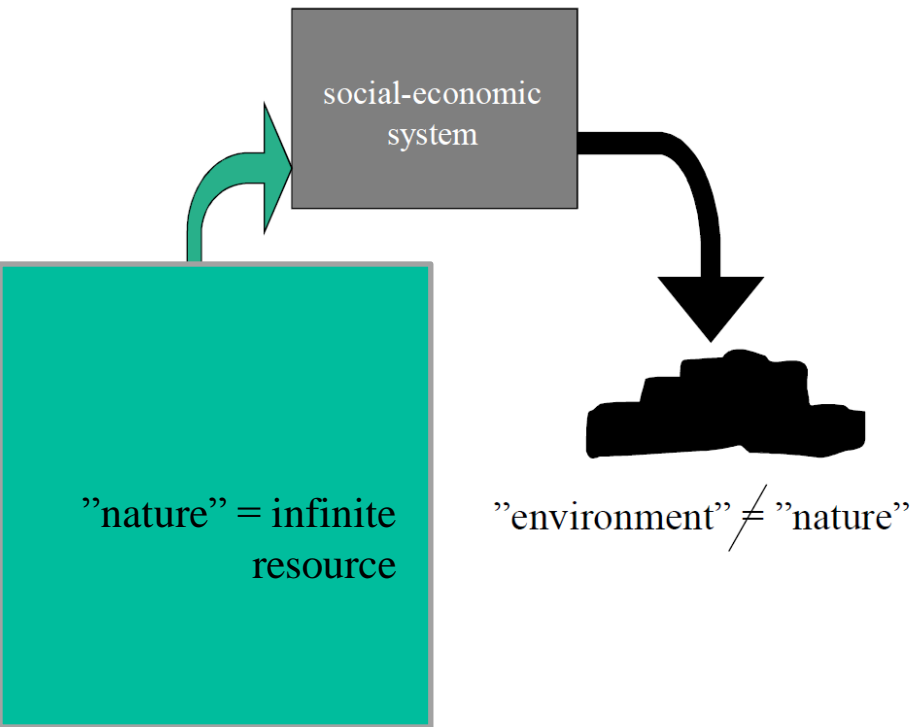 social-economic
system
”nature” = infinite
resource
”environment” ≠ ”nature”